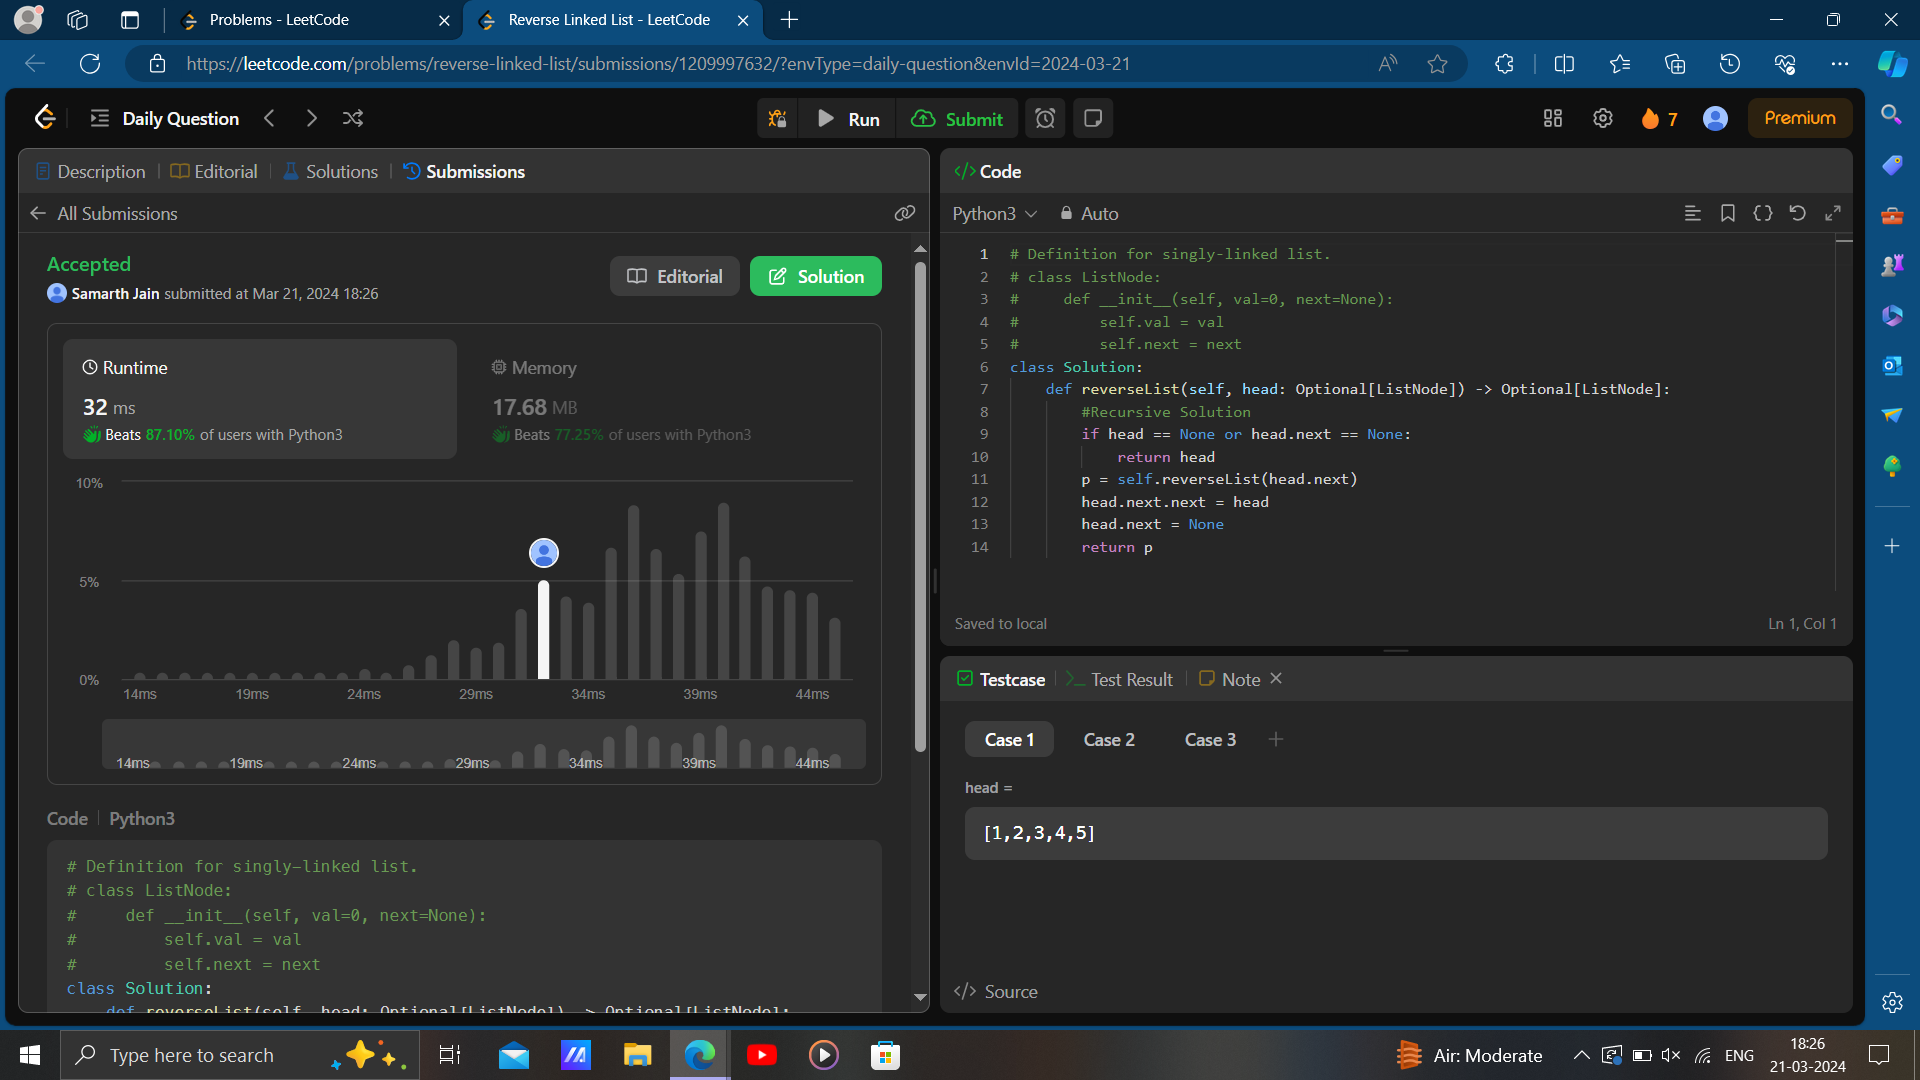 Problems - LeetCode
Reverse Linked List - LeetCode
https://leetcode.com/problems/reverse-linked-list/submissions/1209997632/?envType=daily-question&envId=2024-03-21
Daily Question
Run
Submit
7
Premium
Description
Editorial
Solutions
Submissions
All Submissions
Accepted
Samarth Jain submitted at Mar 21, 2024 18:26
Editorial
Solution
Runtime
32 ms
Beats 87.10% of users with Python3
Memory
17.68 MB
Beats 77.25% of users with Python3
10%
5%
0%
14ms 19ms 24ms 29ms 34ms 39ms 44ms
14ms 19ms 24ms 29ms 34ms 39ms 44ms
Code | Python3
# Definition for singly-linked list.
# class ListNode:
#     def __init__(self, val=0, next=None):
#         self.val = val
#         self.next = next
class Solution:
    def reverseList(self, head: Optional[ListNode]) -> Optional[ListNode]:
</> Code
Python3
Auto
1 # Definition for singly-linked list.
2 # class ListNode:
3 #     def __init__(self, val=0, next=None):
4 #         self.val = val
5 #         self.next = next
6 class Solution:
7     def reverseList(self, head: Optional[ListNode]) -> Optional[ListNode]:
8         #Recursive Solution
9         if head == None or head.next == None:
10             return head
11         p = self.reverseList(head.next)
12         head.next.next = head
13         head.next = None
14         return p
Saved to local
Ln 1, Col 1
Testcase
Test Result
Note
Case 1
Case 2
Case 3
head =
[1,2,3,4,5]
</> Source
Type here to search
Air: Moderate
ENG
18:26
21-03-2024